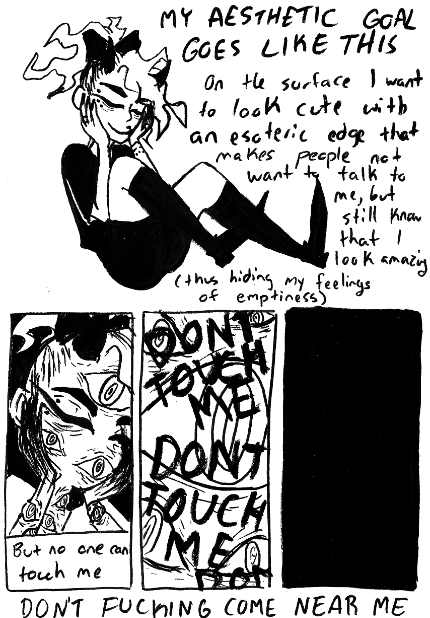 MY AESTHETIC GOAL
GOES LIKE THIS
On the surface I want
to look cute with
an esoteric edge that
makes people not
want to talk to
me, but
still know
that I
look amazing
(thus hiding my feelings
of emptiness)
But no one can
touch me
DONT
TOUCH
ME
DONT
TOUCH
ME
DON
DON'T FUCKING COME NEAR ME